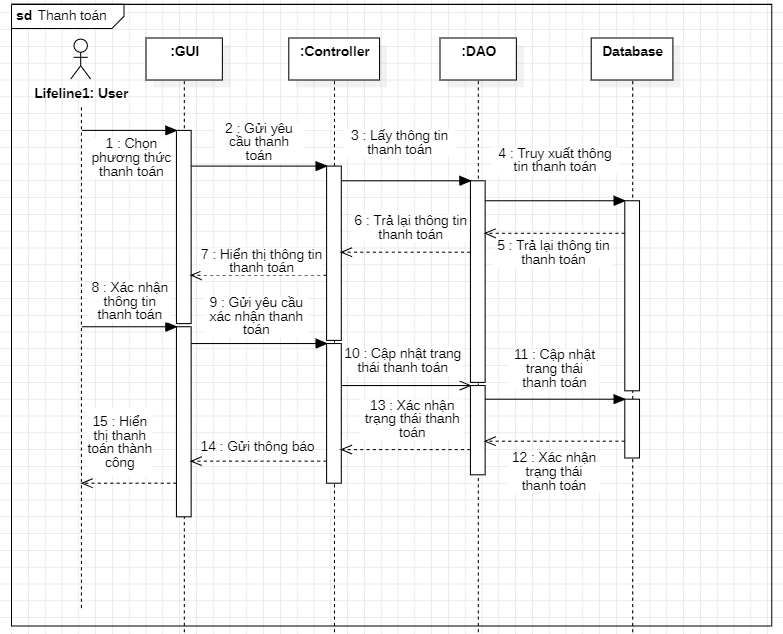 sd Thanh toán
:GUI
:Controller
:DAO
Database
Lifeline1: User
1 : Chọn
phương thức
thanh toán
2 : Gửi yêu
cầu thanh
toán
3 : Lấy thông tin
thanh toán
4 : Truy xuất thông
tin thanh toán
5 : Trả lại thông tin
thanh toán
6 : Trả lại thông tin
thanh toán
7 : Hiển thị thông tin
thanh toán
8 : Xác nhận
thông tin
thanh toán
9 : Gửi yêu cầu
xác nhận thanh
toán
10 : Cập nhật trang
thái thanh toán
11 : Cập nhật
trang thái
thanh toán
12 : Xác nhận
trạng thái
thanh toán
13 : Xác nhận
trạng thái thanh
toán
14 : Gửi thông báo
15 : Hiển
thị thanh
toán thành
công